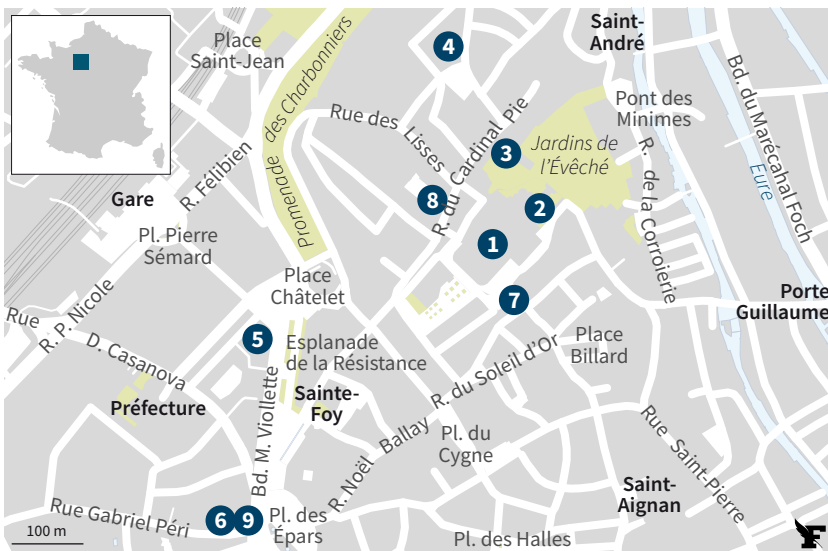 Place
Saint-Jean
Promenade des Charbonniers
4
Saint-
André
Bd. du Marécahal Foch
Rue des Lisses
R. du Cardinal Pie
3
Jardins de
l'Évêché
Pont des
Minimes
R. de la Corroierie
Eure
Gare
R. Félibien
Pl. Pierre
Sémard
8
2
1
Place
Châtelet
7
Porte
Guillaume
R. P. Nicole
Rue D. Casanova
5
Esplanade
de la Résistance
R. du Soleil d'Or
Place
Billard
Préfecture
Bd. M. Viollette
Sainte-
Foy
R. Noël Ballay
Pl. du
Cygne
Rue Saint-Pierre
Saint-
Aignan
Rue Gabriel Péri
6
9
Pl. des
Épars
Pl. des Halles
100 m
F